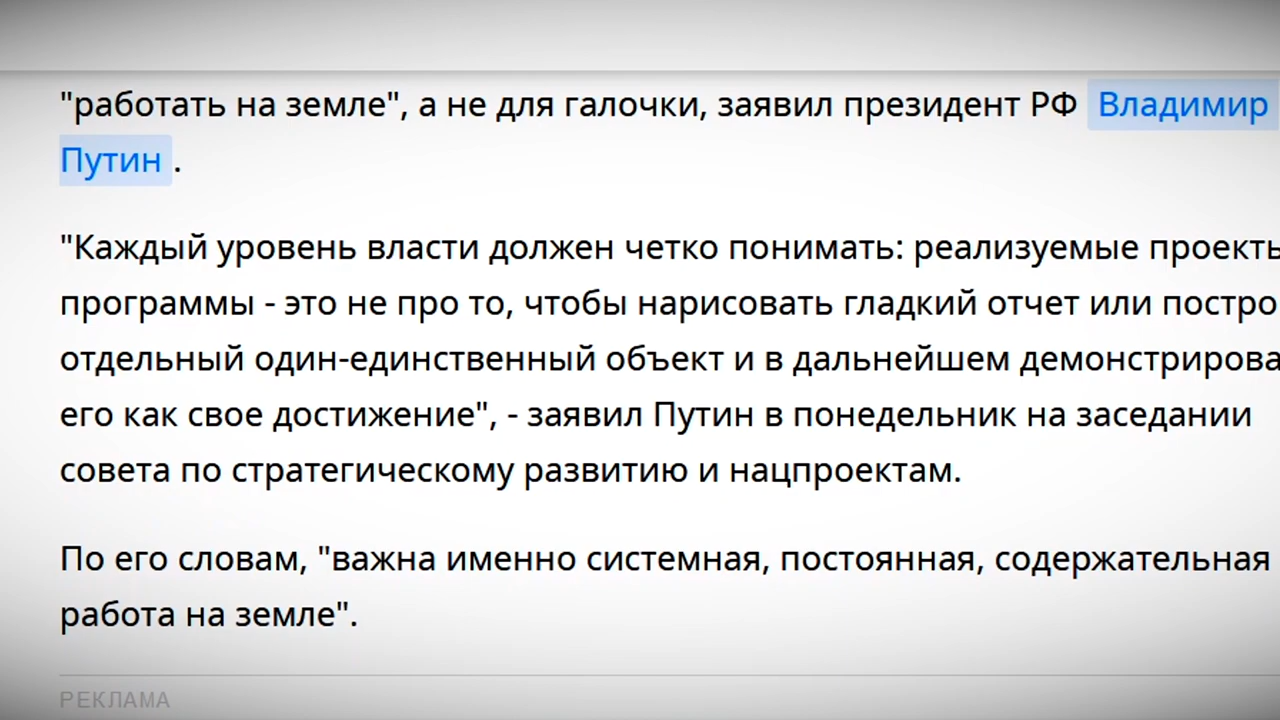 "работать на земле", а не для галочки, заявил президент РФ Владимир
Путин .
"Каждый уровень власти должен четко понимать: реализуемые проекты
программы - это не про то, чтобы нарисовать гладкий отчет или постро
отдельный один-единственный объект и в дальнейшем демонстрирова
его как свое достижение", - заявил Путин в понедельник на заседании
совета по стратегическому развитию и нацпроектам.
По его словам, "важна именно системная, постоянная, содержательная
работа на земле".
РЕКЛАМА